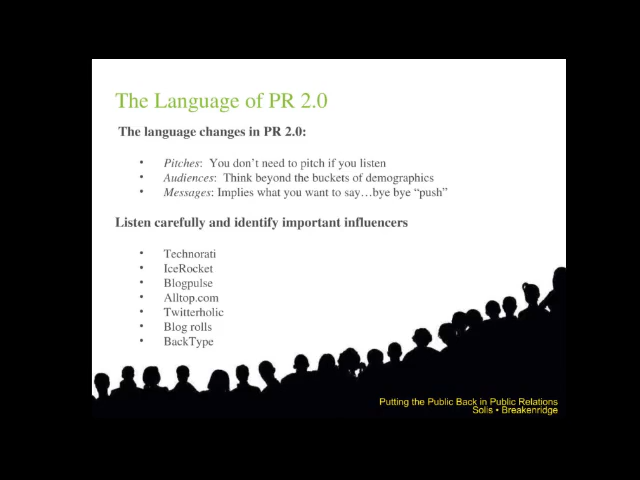 The Language of PR 2.0
The language changes in PR 2.0:
• Pitches: You don’t need to pitch if you listen
• Audiences: Think beyond the buckets of demographics
• Messages: Implies what you want to say…bye bye “push”
Listen carefully and identify important influencers
• Technorati
• IceRocket
• Blogpulse
• Alltop.com
• Twitterholic
• Blog rolls
• BackType
Putting the Public Back in Public Relations
Solis • Breakenridge